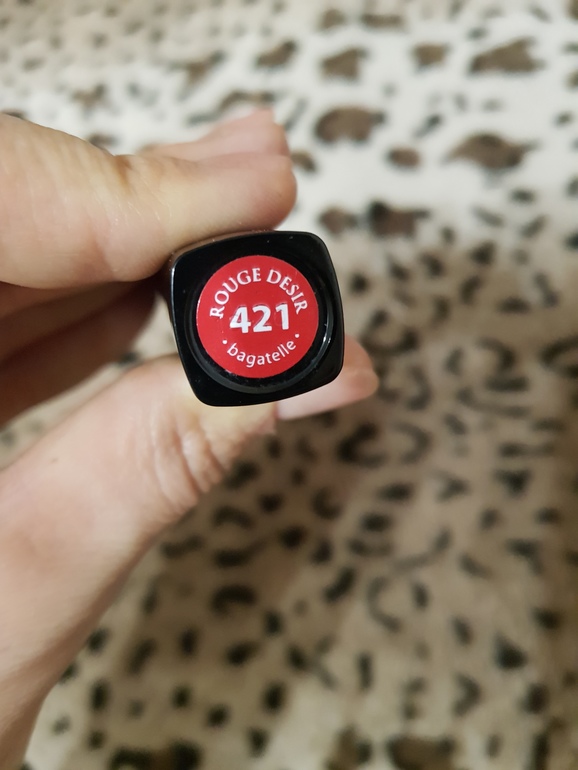 ROUGE DESIR
421
• bagatelle •